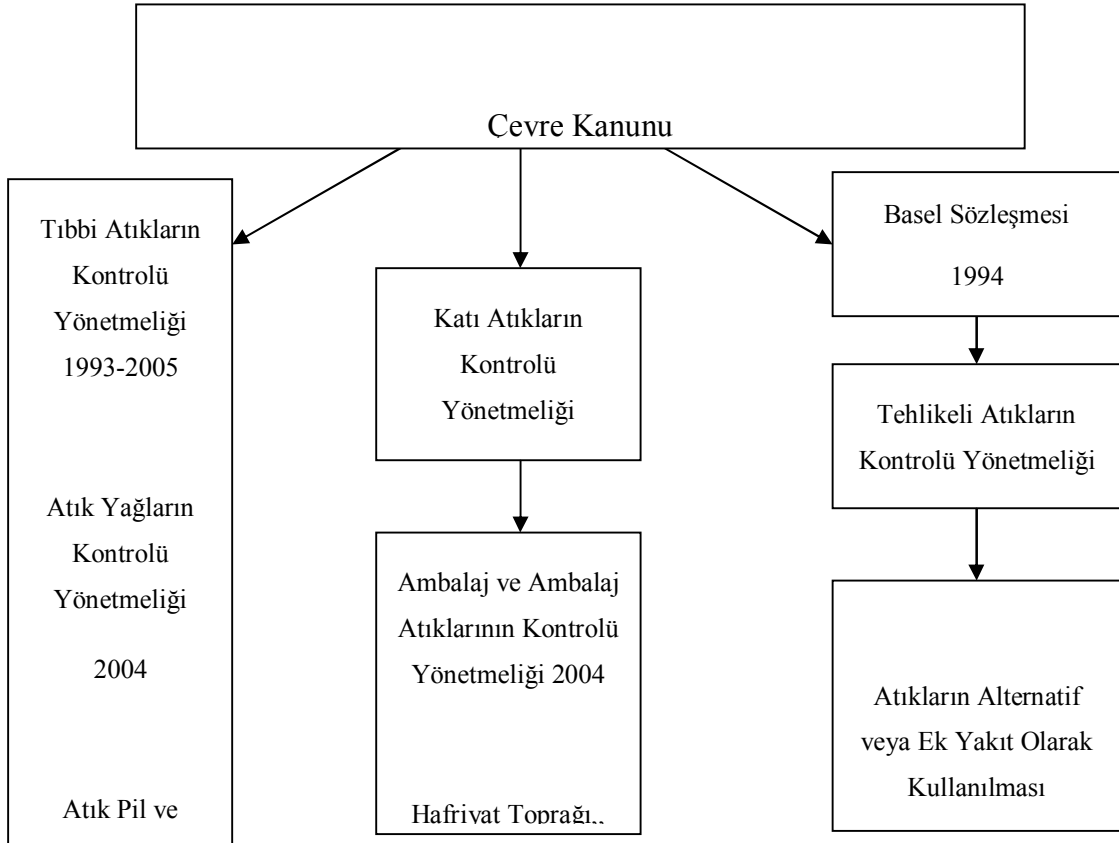 Çevre Kanunu
Tıbbi Atıkların
Kontrolü
Yönetmeliği
1993-2005
Atık Yağların
Kontrolü
Yönetmeliği
2004
Atık Pil ve
Katı Atıkların
Kontrolü
Yönetmeliği
Ambalaj ve Ambalaj
Atıklarının Kontrolü
Yönetmeliği 2004
Hafriyat Toprağı,
Basel Sözleşmesi
1994
Tehlikeli Atıkların
Kontrolü Yönetmeliği
Atıkların Alternatif
veya Ek Yakıt Olarak
Kullanılması